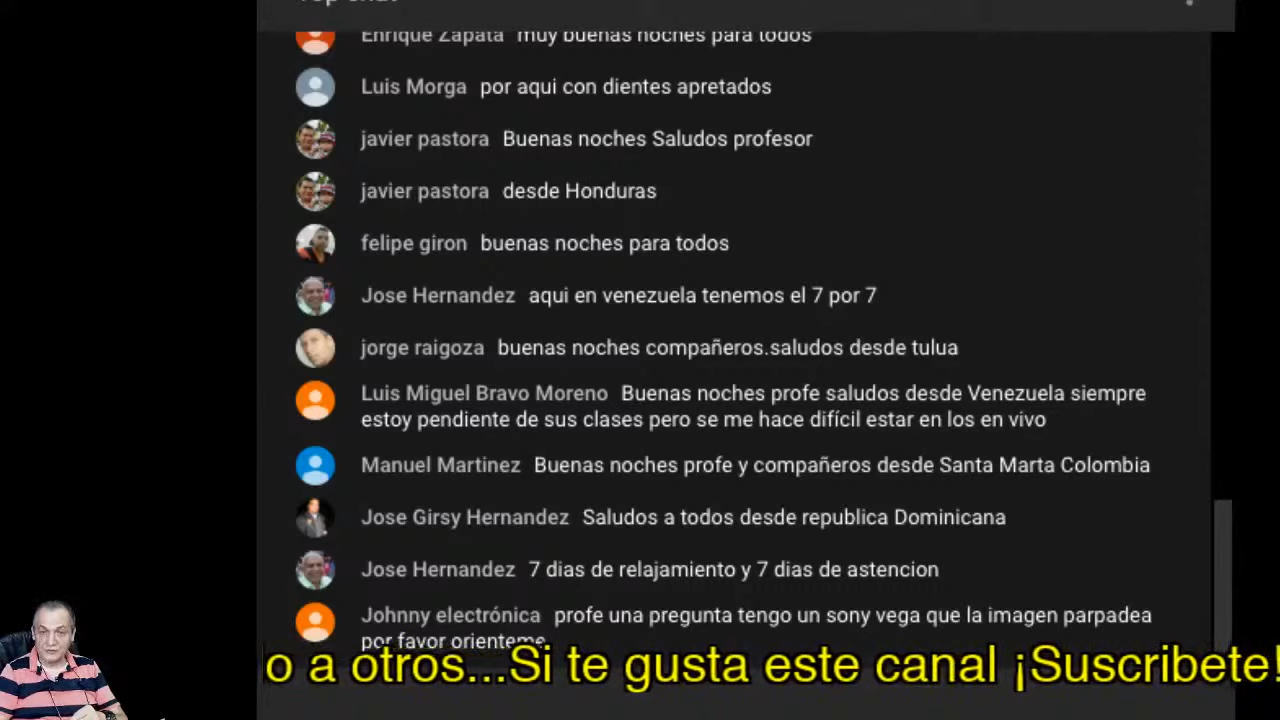 Top chat
Enrique Zapata muy buenas noches para todos
Luis Morga por aqui con dientes apretados
javier pastora Buenas noches Saludos profesor
javier pastora desde Honduras
felipe giron buenas noches para todos
Jose Hernandez aqui en venezuela tenemos el 7 por 7
jorge raigoza buenas noches compañeros.saludos desde tulua
Luis Miguel Bravo Moreno Buenas noches profe saludos desde Venezuela siempre
estoy pendiente de sus clases pero se me hace difícil estar en los en vivo
Manuel Martinez Buenas noches profe y compañeros desde Santa Marta Colombia
Jose Girsy Hernandez Saludos a todos desde republica Dominicana
Jose Hernandez 7 dias de relajamiento y 7 dias de astencion
Johnny electrónica profe una pregunta tengo un sony vega que la imagen parpadea
por favor orienteme
lo a otros...Si te gusta este canal ¡Suscribete!